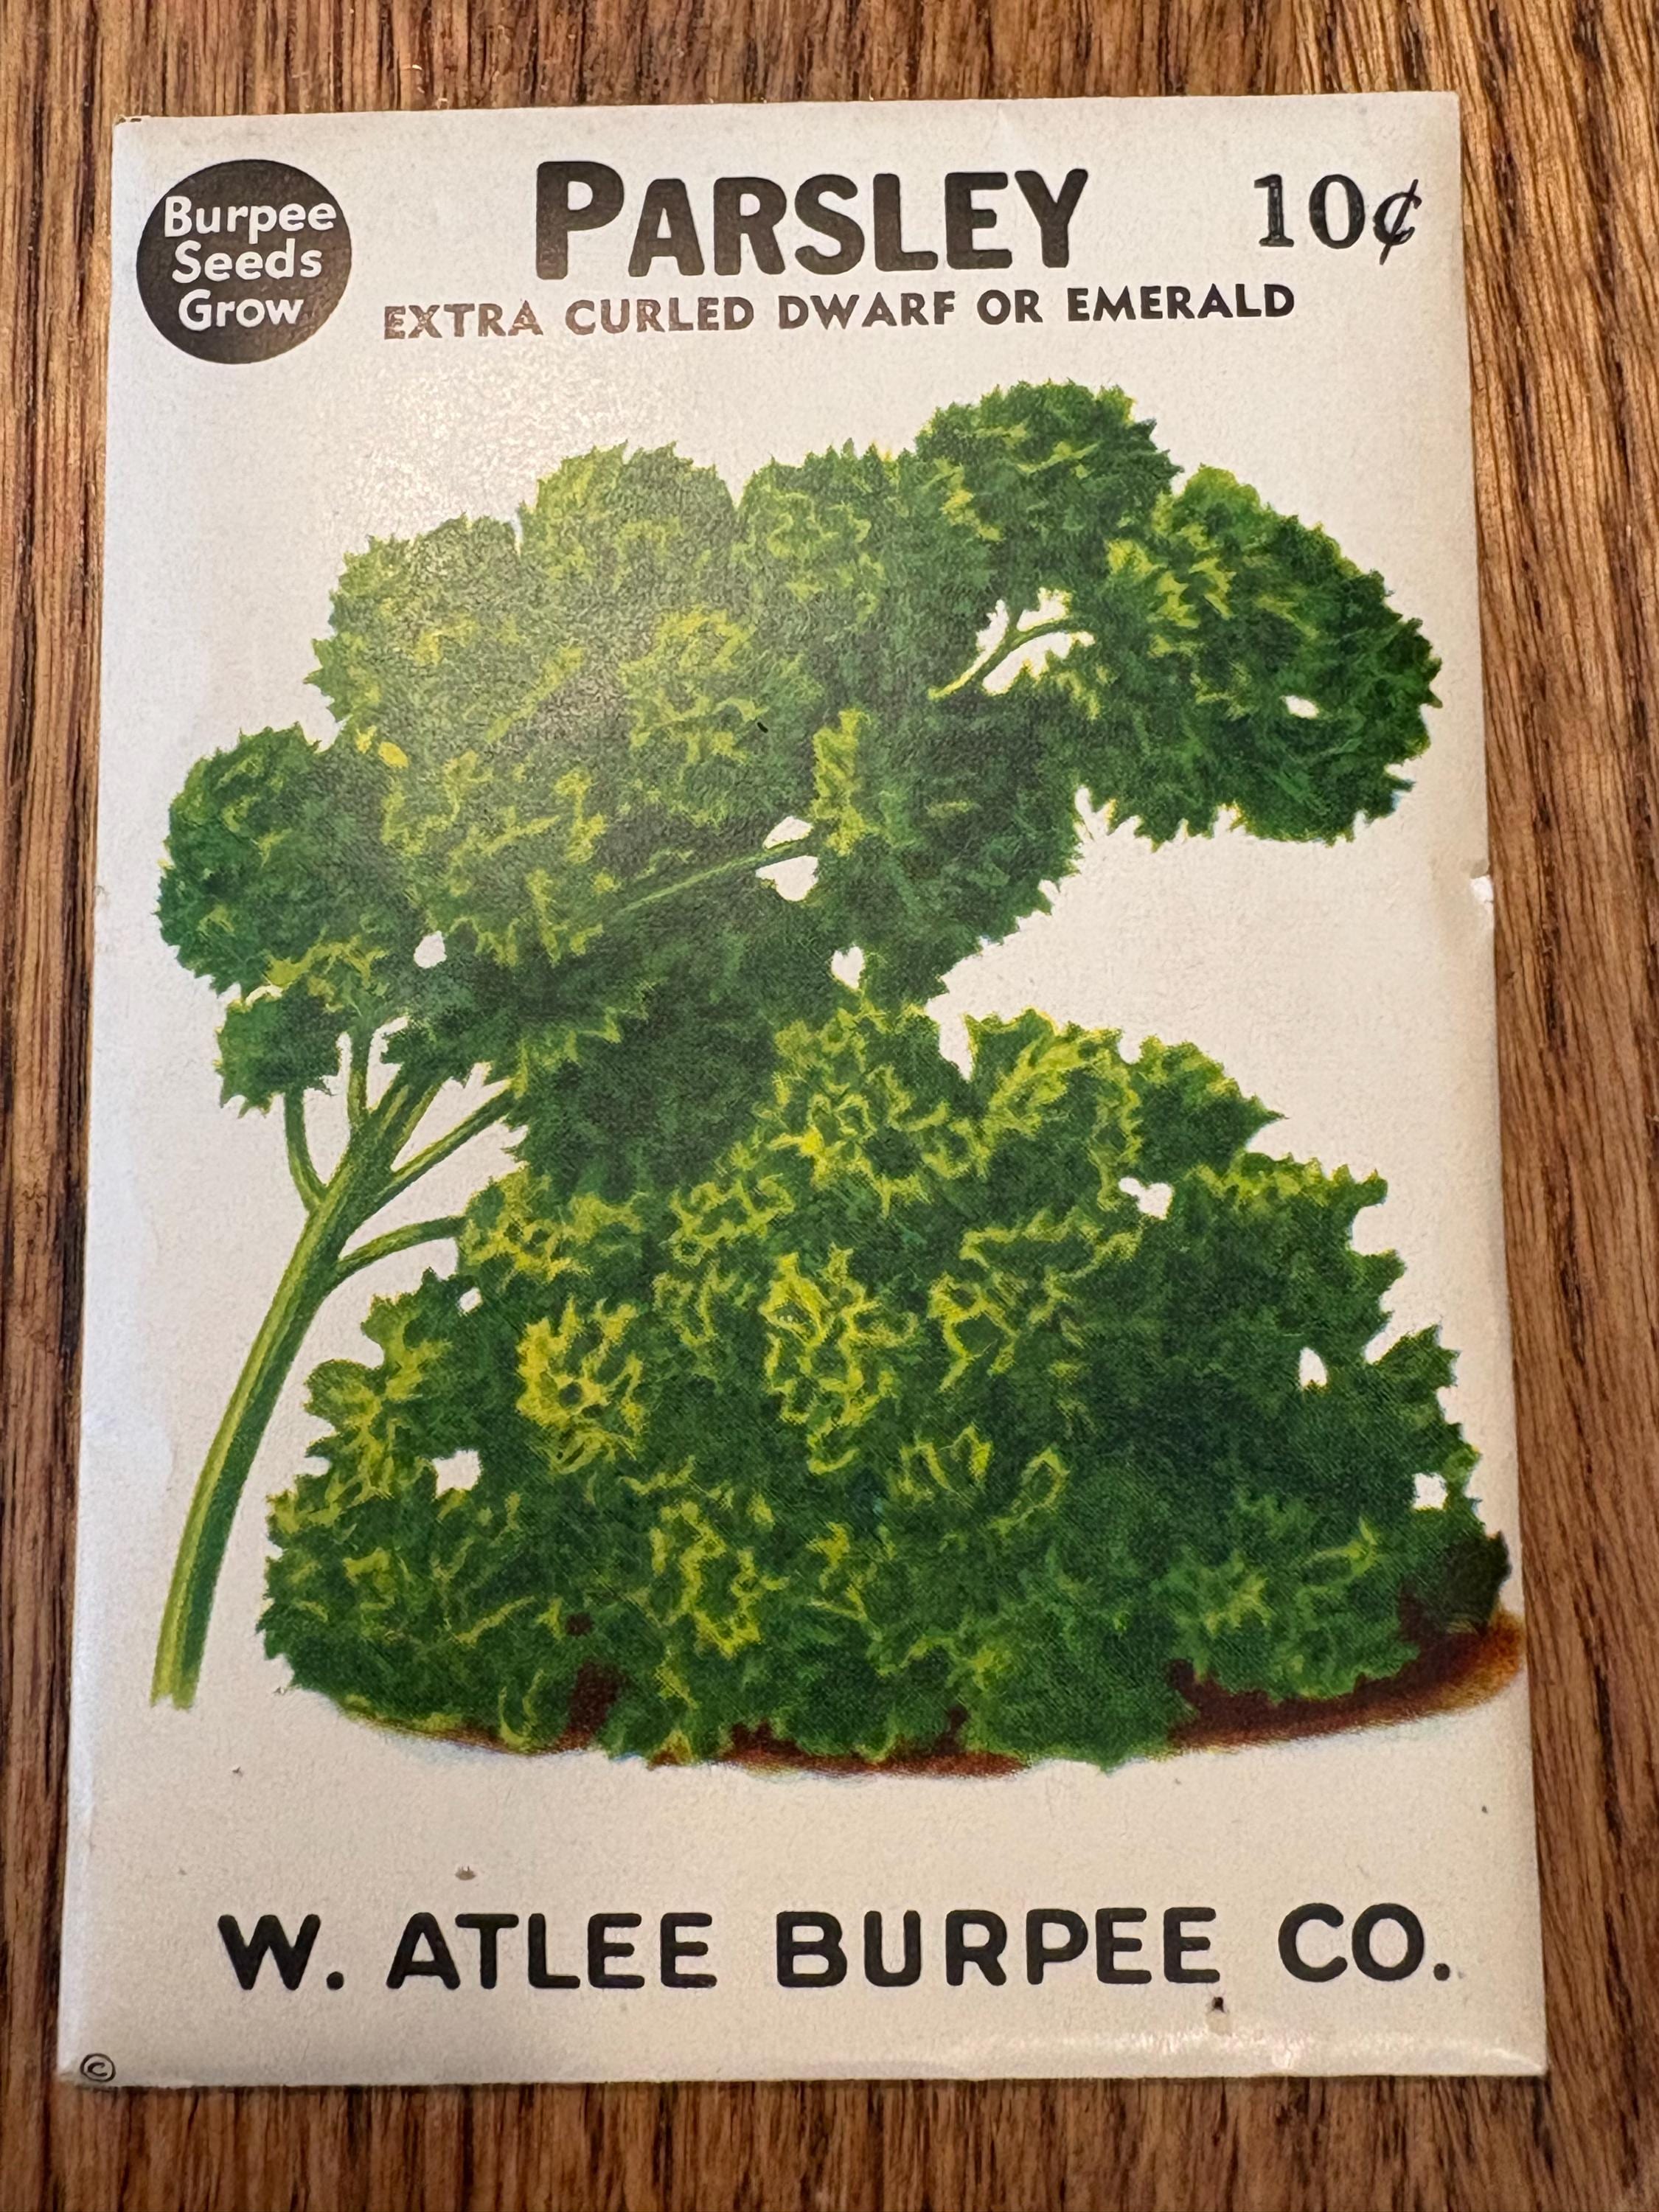 Burpee
Seeds
Grow
PARSLEY
10¢
EXTRA CURLED DWARF OR EMERALD
W. ATLEE BURPEE CO.
©